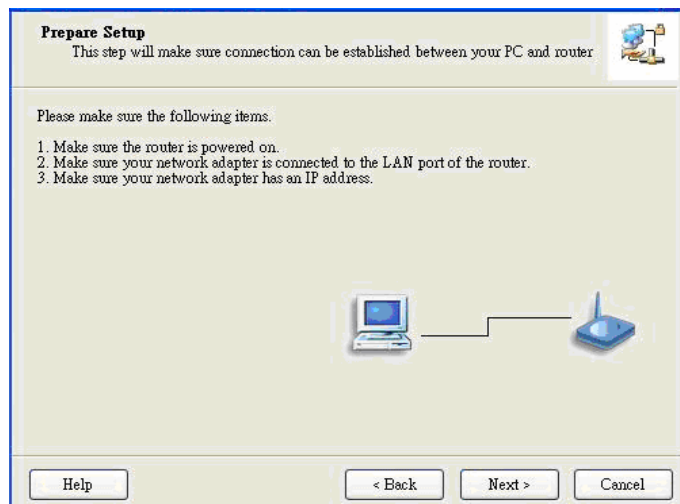 Prepare Setup
This step will make sure connection can be established between your PC and router
Please make sure the following items.
1. Make sure the router is powered on.
2. Make sure your network adapter is connected to the LAN port of the router.
3. Make sure your network adapter has an IP address.
Help
< Back
Next >
Cancel